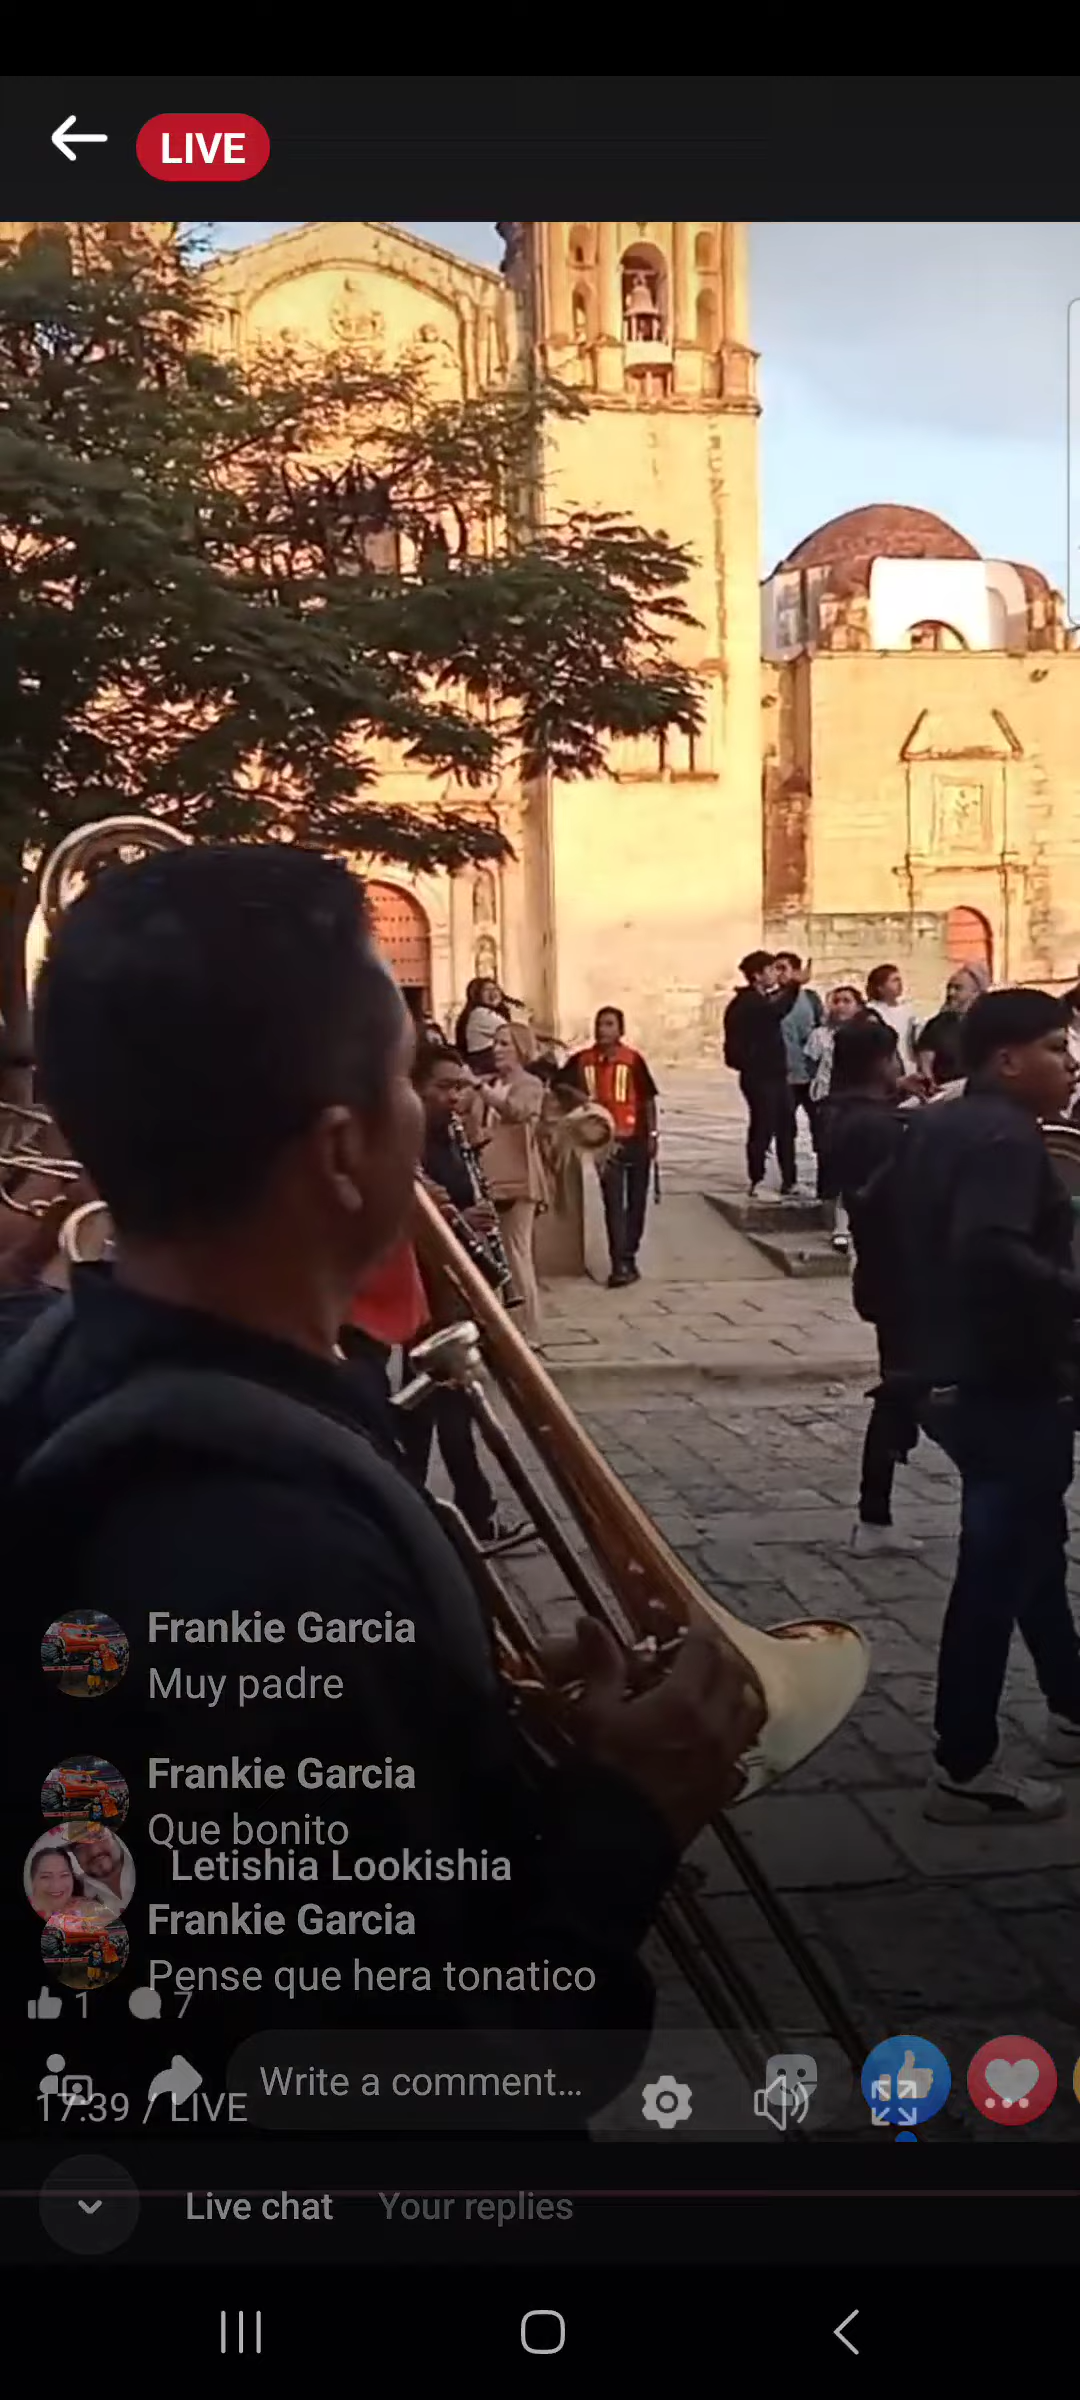 LIVE
Frankie Garcia
Muy padre
Frankie Garcia
Que bonito
Letishia Lookishia
Frankie Garcia
Pense que hera tonatico
1 7
Write a comment...
17:39 / LIVE
Live chat Your replies